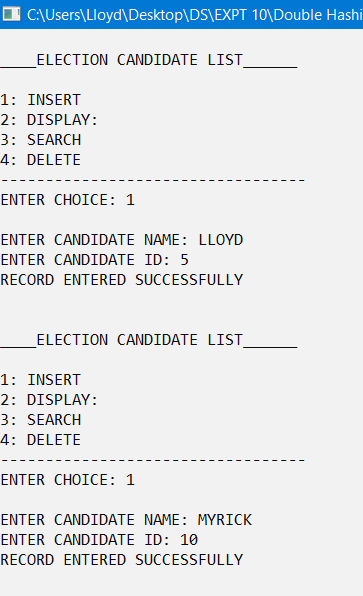 C:\Users\Lloyd\Desktop\DS\EXPT 10\Double Hashi
____ELECTION CANDIDATE LIST______
1: INSERT
2: DISPLAY:
3: SEARCH
4: DELETE
----------------------------------
ENTER CHOICE: 1
ENTER CANDIDATE NAME: LLOYD
ENTER CANDIDATE ID: 5
RECORD ENTERED SUCCESSFULLY
____ELECTION CANDIDATE LIST______
1: INSERT
2: DISPLAY:
3: SEARCH
4: DELETE
----------------------------------
ENTER CHOICE: 1
ENTER CANDIDATE NAME: MYRICK
ENTER CANDIDATE ID: 10
RECORD ENTERED SUCCESSFULLY